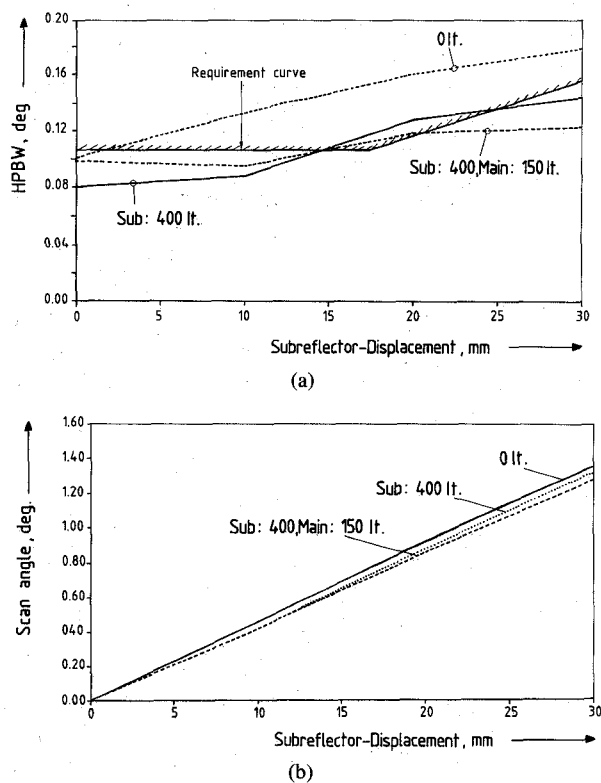 0.20
0.16
0.12
0.08
0.04
0.00
HPBW, deg
Requirement curve
0 It.
Sub: 400 It.
Sub: 400,Main: 150 It.
0 5 10 15 20 25 30
Subreflector-Displacement, mm
(a)
1.60
1.40
1.20
1.00
0.80
0.60
0.40
0.20
0.00
Scan angle, deg.
0 It.
Sub: 400 It.
Sub: 400,Main: 150 It.
0 5 10 15 20 25 30
Subreflector-Displacement, mm
(b)